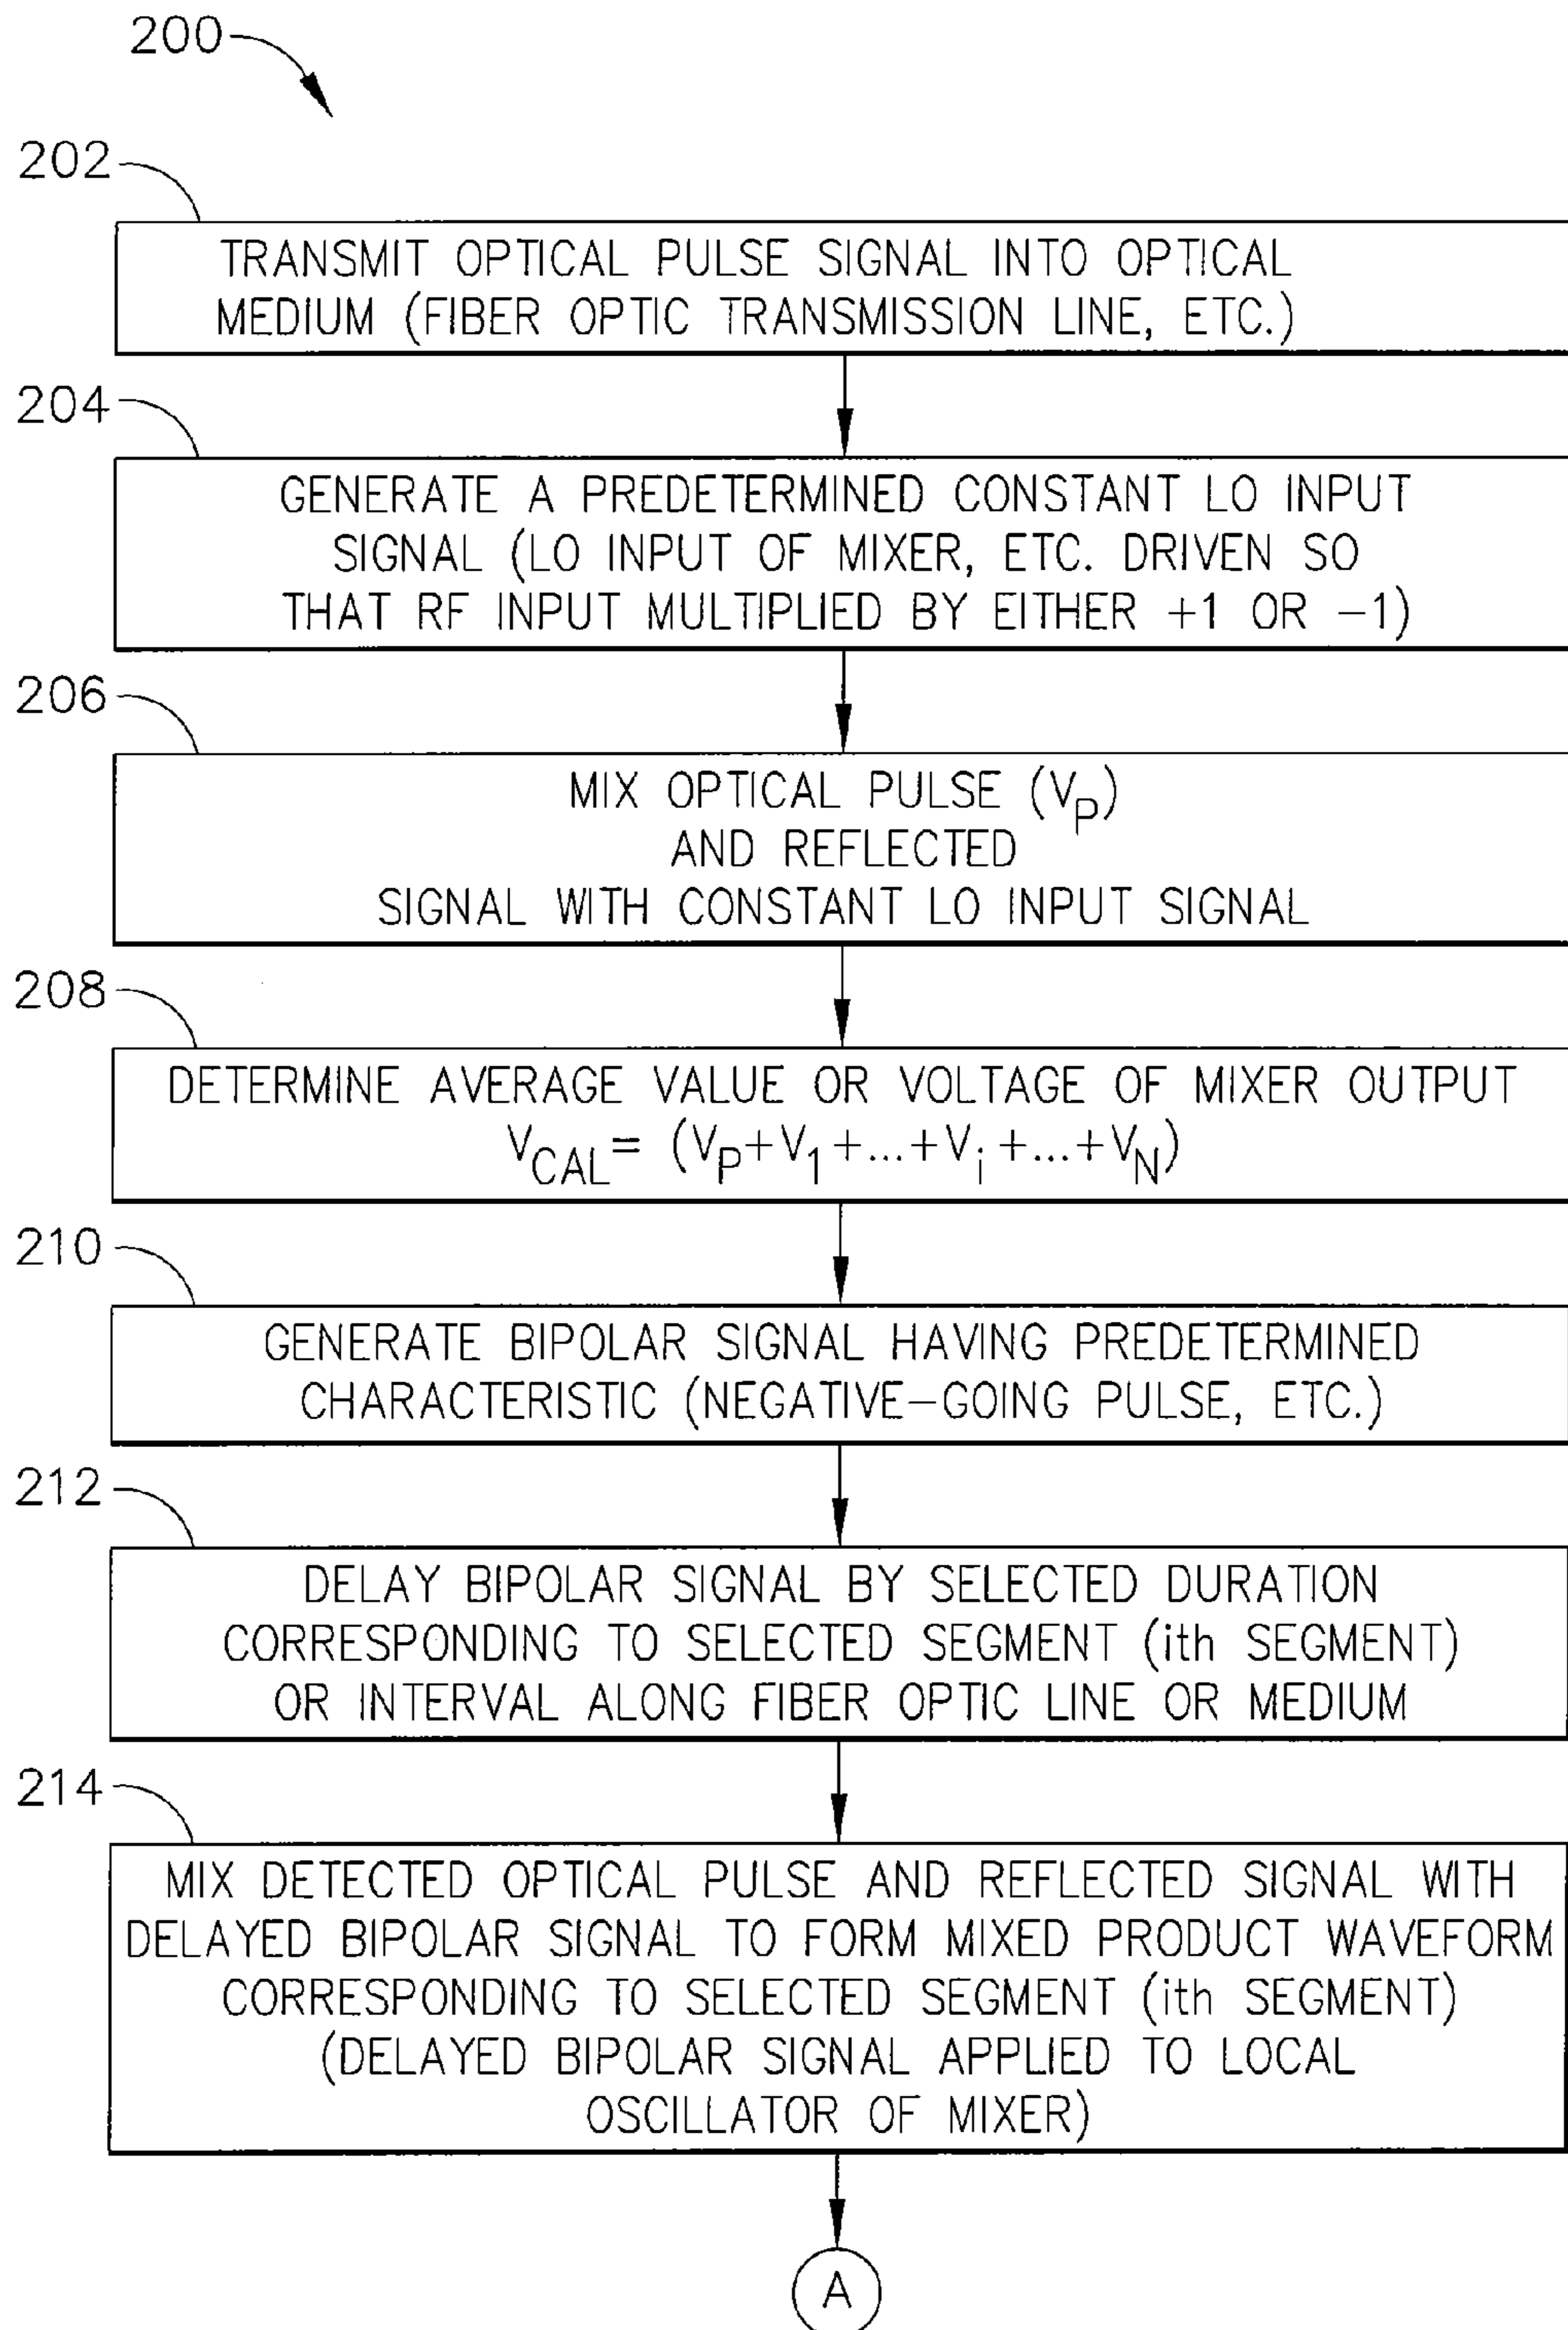 200
202
TRANSMIT OPTICAL PULSE SIGNAL INTO OPTICAL
MEDIUM (FIBER OPTIC TRANSMISSION LINE, ETC.)
204
GENERATE A PREDETERMINED CONSTANT LO INPUT
SIGNAL (LO INPUT OF MIXER, ETC. DRIVEN SO
THAT RF INPUT MULTIPLIED BY EITHER +1 OR −1)
206
MIX OPTICAL PULSE (V_P)
AND REFLECTED
SIGNAL WITH CONSTANT LO INPUT SIGNAL
208
DETERMINE AVERAGE VALUE OR VOLTAGE OF MIXER OUTPUT
V_CAL = (V_P+V_1+...+V_i+...+V_N)
210
GENERATE BIPOLAR SIGNAL HAVING PREDETERMINED
CHARACTERISTIC (NEGATIVE−GOING PULSE, ETC.)
212
DELAY BIPOLAR SIGNAL BY SELECTED DURATION
CORRESPONDING TO SELECTED SEGMENT (ith SEGMENT)
OR INTERVAL ALONG FIBER OPTIC LINE OR MEDIUM
214
MIX DETECTED OPTICAL PULSE AND REFLECTED SIGNAL WITH
DELAYED BIPOLAR SIGNAL TO FORM MIXED PRODUCT WAVEFORM
CORRESPONDING TO SELECTED SEGMENT (ith SEGMENT)
(DELAYED BIPOLAR SIGNAL APPLIED TO LOCAL
OSCILLATOR OF MIXER)
A